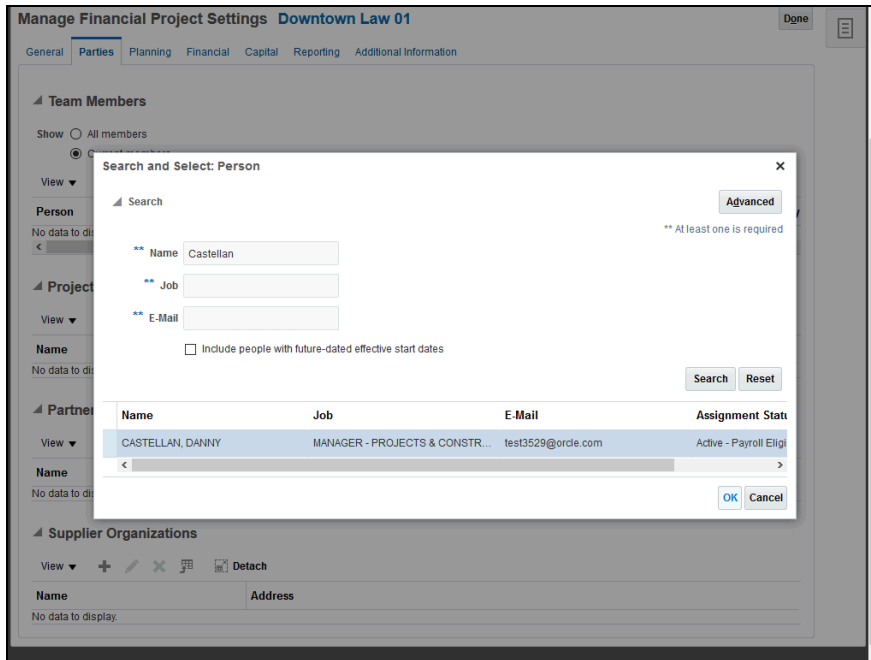 Manage Financial Project Settings Downtown Law 01 Done
General Parties Planning Financial Capital Reporting Additional Information
Team Members
Show All members
Search and Select: Person
View
Search Advanced
Person
** At least one is required
No data to
** Name Castellan
Project
** Job
View
** E-Mail
Name
Include people with future-dated effective start dates
No data to
Search Reset
Partner
Name Job E-Mail Assignment Statu
View CASTELLAN, DANNY MANAGER - PROJECTS & CONSTR... test3529@orcle.com Active - Payroll Eligi
Name
No data to
OK Cancel
Supplier Organizations
View Detach
Name Address
No data to display.